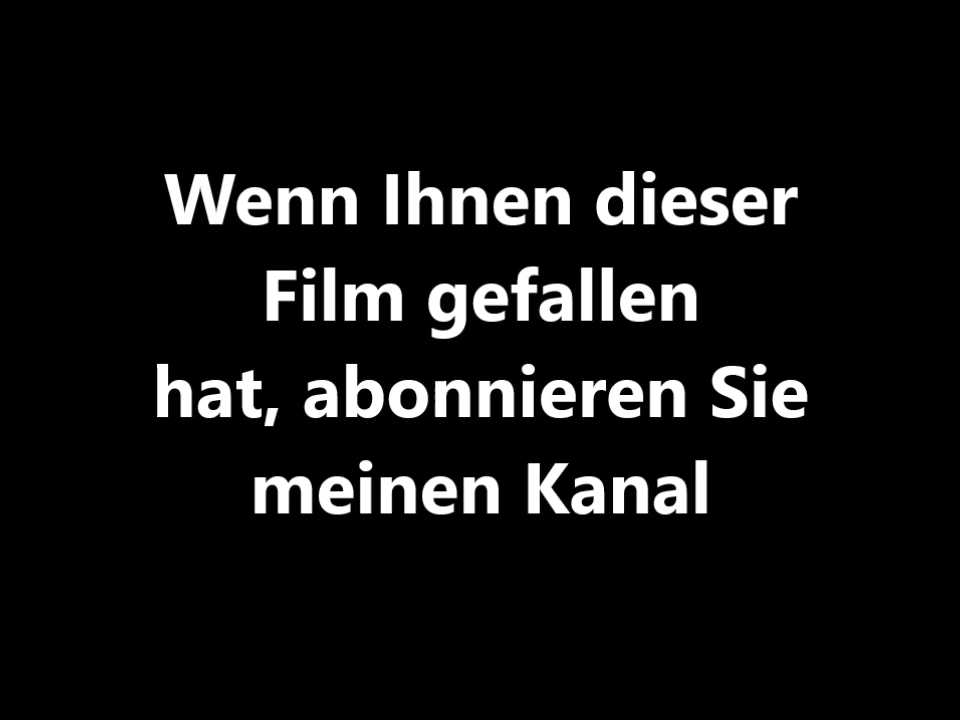 Wenn Ihnen dieser
Film gefallen
hat, abonnieren Sie
meinen Kanal